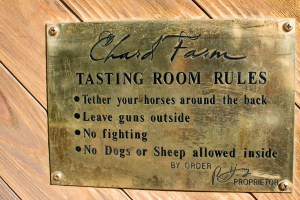 Chard Farm
TASTING ROOM RULES
• Tether your horses around the back
• Leave guns outside
• No fighting
• No Dogs or Sheep allowed inside
BY ORDER
PROPRIETOR